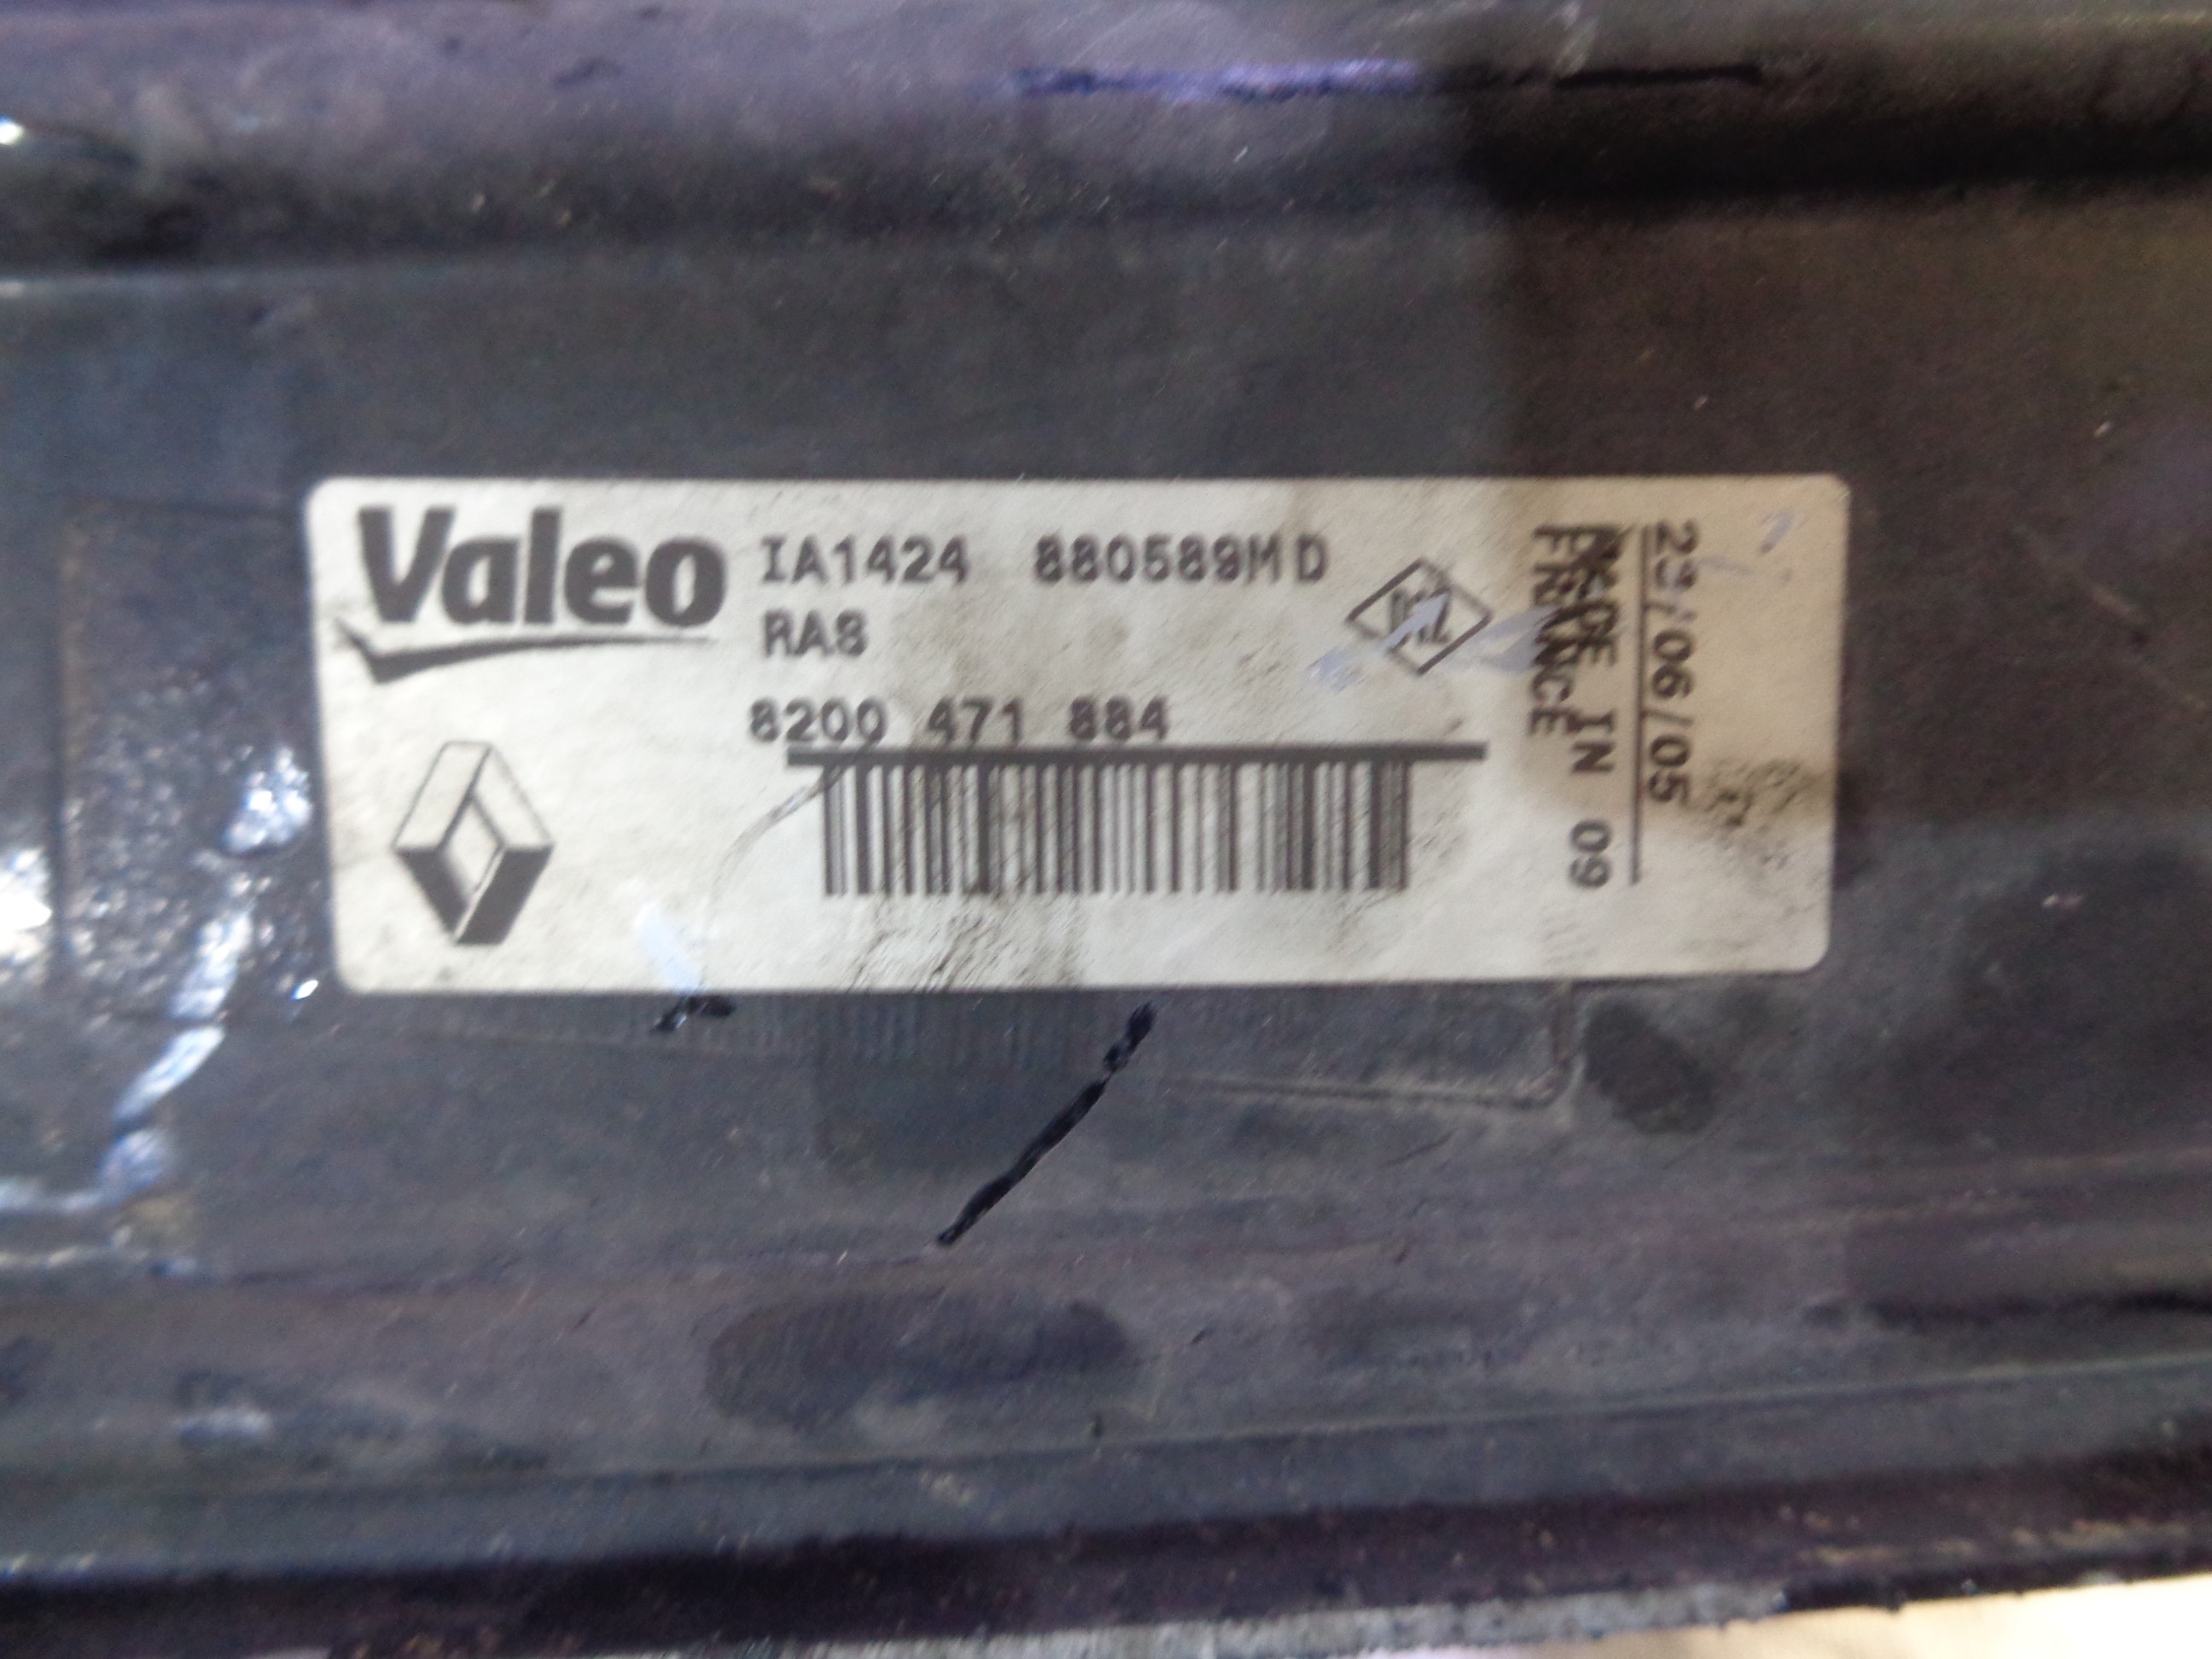 Valeo
IA1424 880589MD
RA8
8200 471 884
MADE IN 09
FRANCE
23/06/05